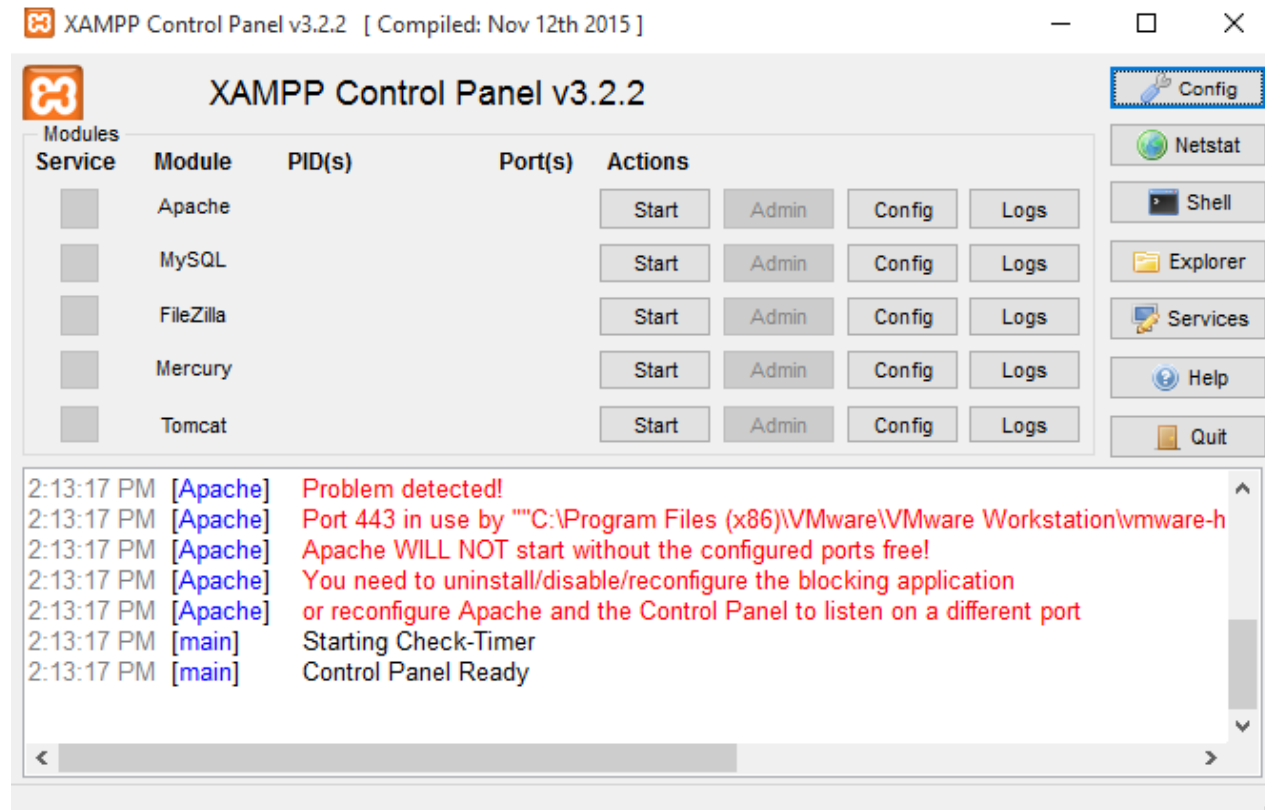 XAMPP Control Panel v3.2.2 [ Compiled: Nov 12th 2015 ]
XAMPP Control Panel v3.2.2
Config
Modules
Service Module PID(s) Port(s) Actions
Netstat
Apache Start Admin Config Logs
Shell
MySQL Start Admin Config Logs
Explorer
FileZilla Start Admin Config Logs
Services
Mercury Start Admin Config Logs
Help
Tomcat Start Admin Config Logs
Quit
2:13:17 PM [Apache] Problem detected!
2:13:17 PM [Apache] Port 443 in use by ""C:\Program Files (x86)\VMware\VMware Workstation\vmware-h
2:13:17 PM [Apache] Apache WILL NOT start without the configured ports free!
2:13:17 PM [Apache] You need to uninstall/disable/reconfigure the blocking application
2:13:17 PM [Apache] or reconfigure Apache and the Control Panel to listen on a different port
2:13:17 PM [main] Starting Check-Timer
2:13:17 PM [main] Control Panel Ready